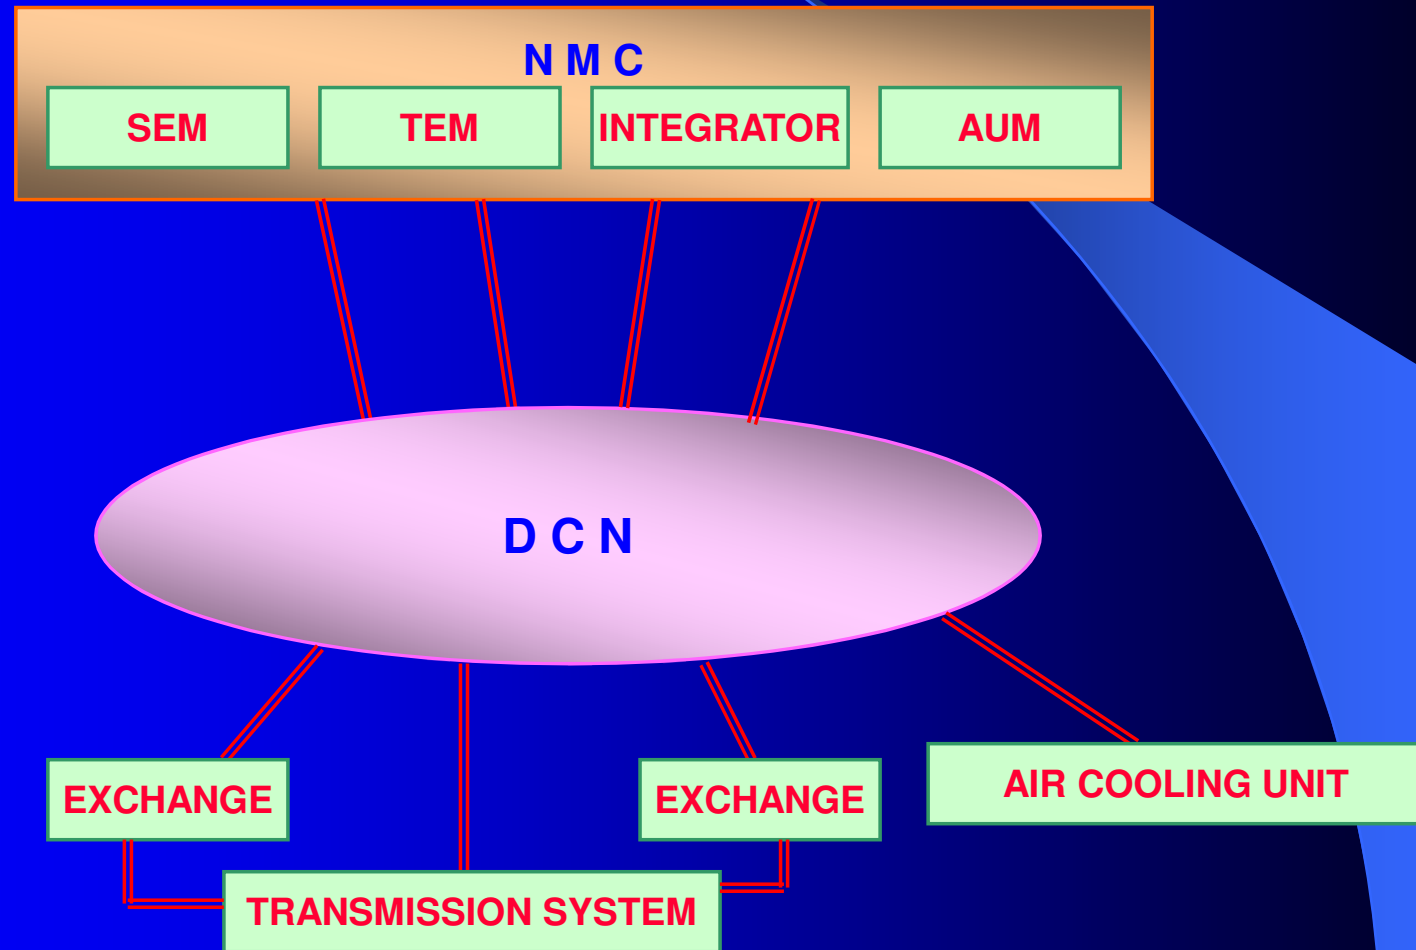 N M C
SEM
TEM
INTEGRATOR
AUM
D C N
EXCHANGE
EXCHANGE
AIR COOLING UNIT
TRANSMISSION SYSTEM